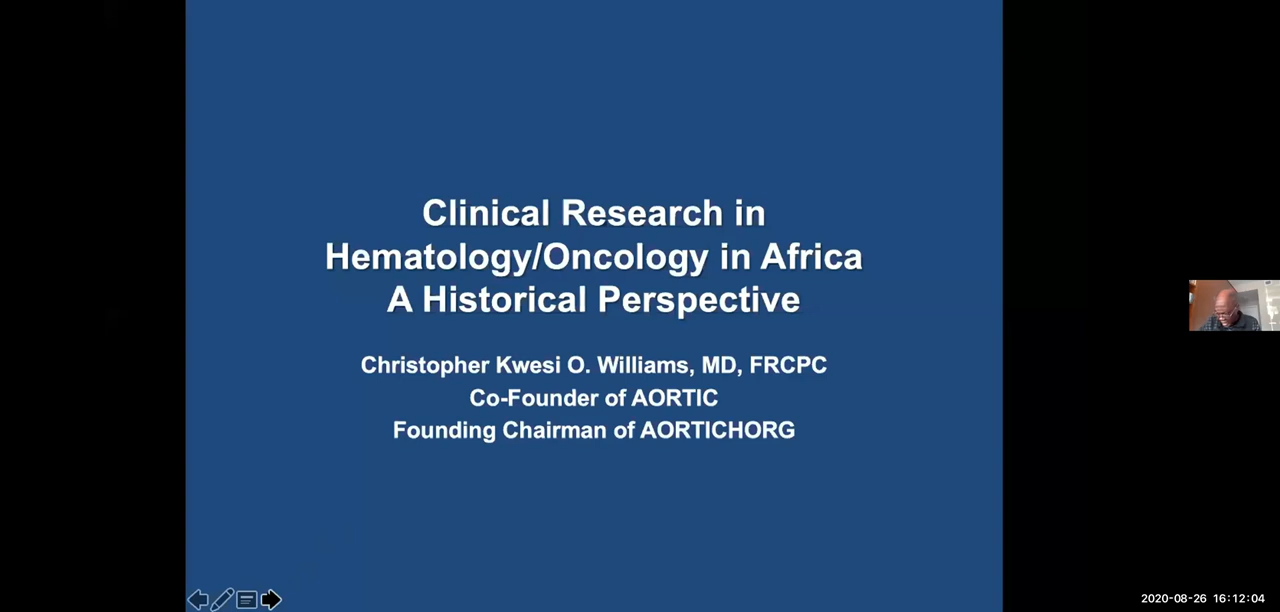 Clinical Research in
Hematology/Oncology in Africa
A Historical Perspective
Christopher Kwesi O. Williams, MD, FRCPC
Co-Founder of AORTIC
Founding Chairman of AORTICHORG
2020-08-26 16:12:04